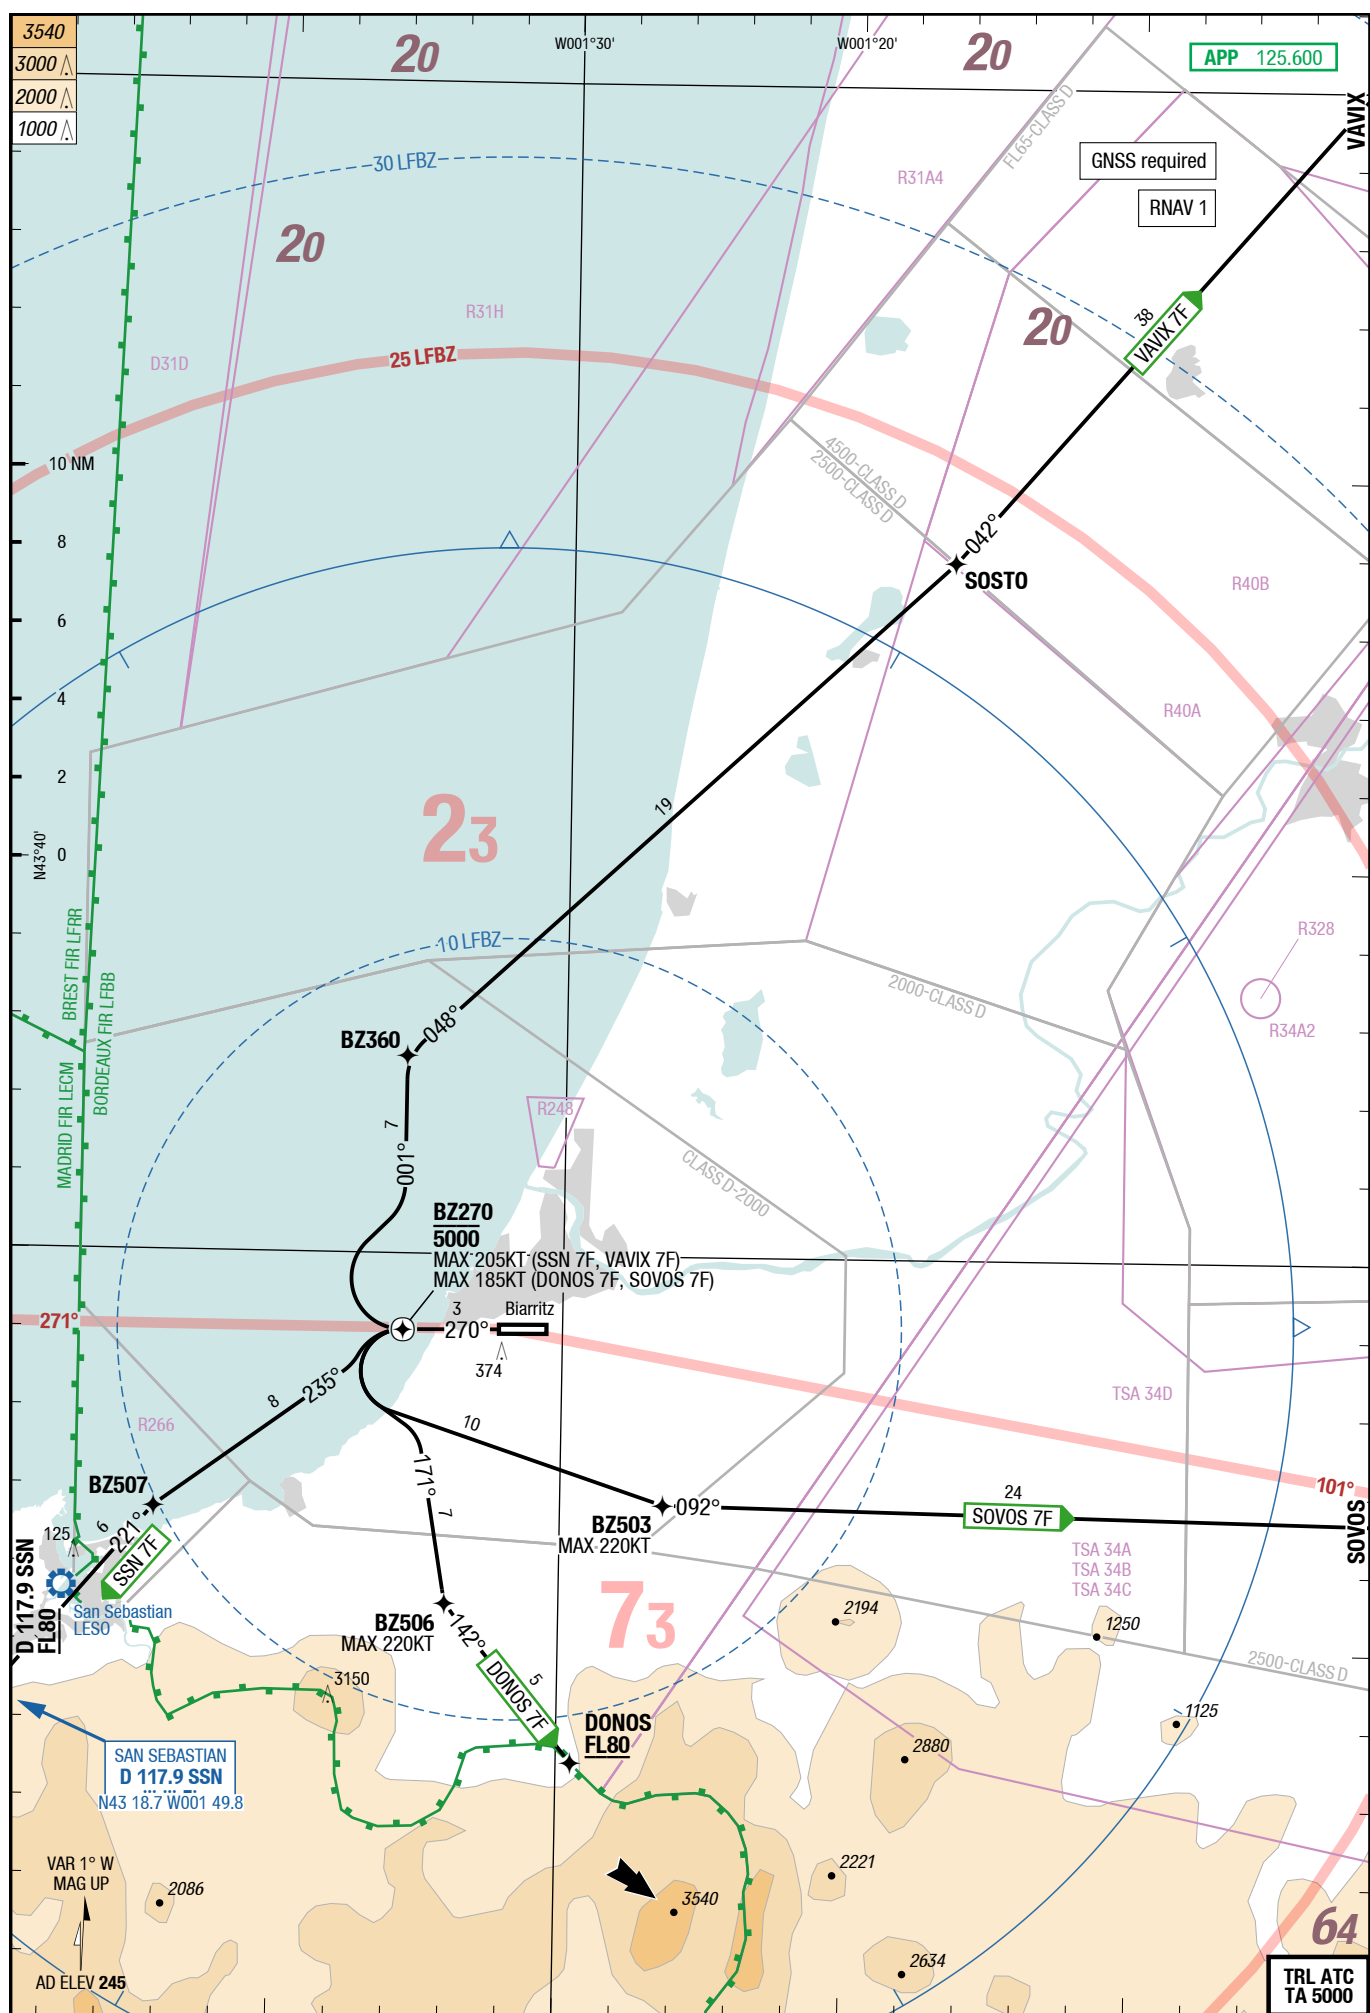 3540
3000
2000
1000
20
W001°30'
W001°20'
20
APP 125.600
VAVIX
FL65-CLASS D
GNSS required
RNAV 1
30 LFBZ
R31A4
20
R31H
20
38
VAVIX 7F
D31D
25 LFBZ
4500-CLASS D
2500-CLASS D
10 NM
8
6
4
2
0
N43°40'
042°
SOSTO
R40B
R40A
19
23
BREST FIR LFRR
BORDEAUX FIR LFBB
MADRID FIR LECM
10 LFBZ
2000-CLASS D
R328
R34A2
048°
BZ360
7
001°
R248
CLASS D-2000
BZ270
5000
MAX 205KT (SSN 7F, VAVIX 7F)
MAX 185KT (DONOS 7F, SOVOS 7F)
271°
3
Biarritz
270°
374
8
235°
R266
10
TSA 34D
101°
171°
7
BZ507
6
221°
125
SSN 7F
D 117.9 SSN
FL80
San Sebastian
LESO
092°
BZ503
MAX 220KT
24
SOVOS 7F
SOVOS
TSA 34A
TSA 34B
TSA 34C
73
BZ506
MAX 220KT
142°
5
DONOS 7F
DONOS
FL80
2194
1250
2500-CLASS D
3150
1125
2880
SAN SEBASTIAN
D 117.9 SSN
N43 18.7 W001 49.8
VAR 1° W
MAG UP
2086
2221
3540
2634
64
AD ELEV 245
TRL ATC
TA 5000